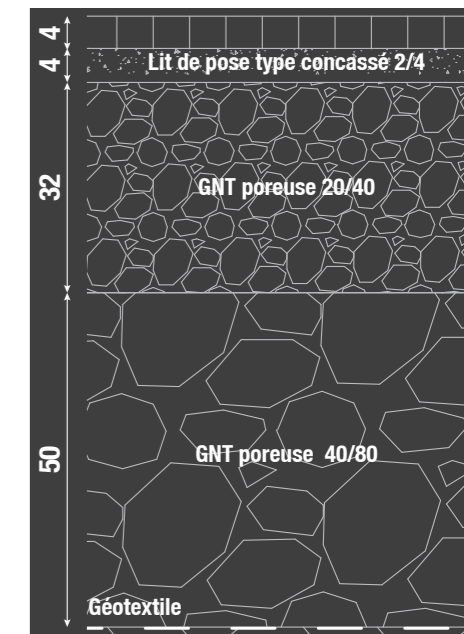 4
4
Lit de pose type concassé 2/4
32
GNT poreuse 20/40
50
GNT poreuse 40/80
Géotextile